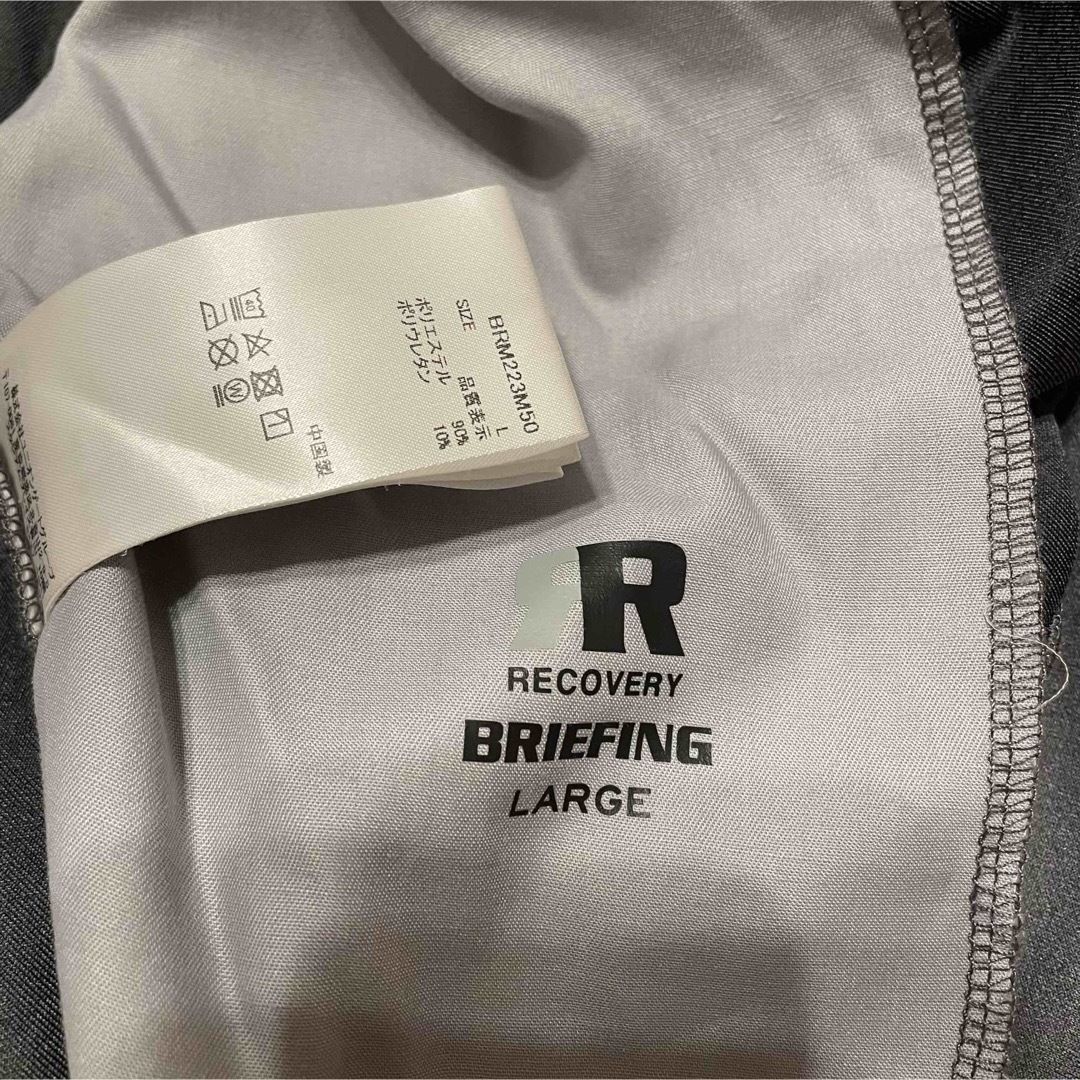 BRM223M50
SIZE L
品質表示
ポリエステル 90%
ポリウレタン 10%
40
W
中国製
RR
RECOVERY
BRIEFING
LARGE